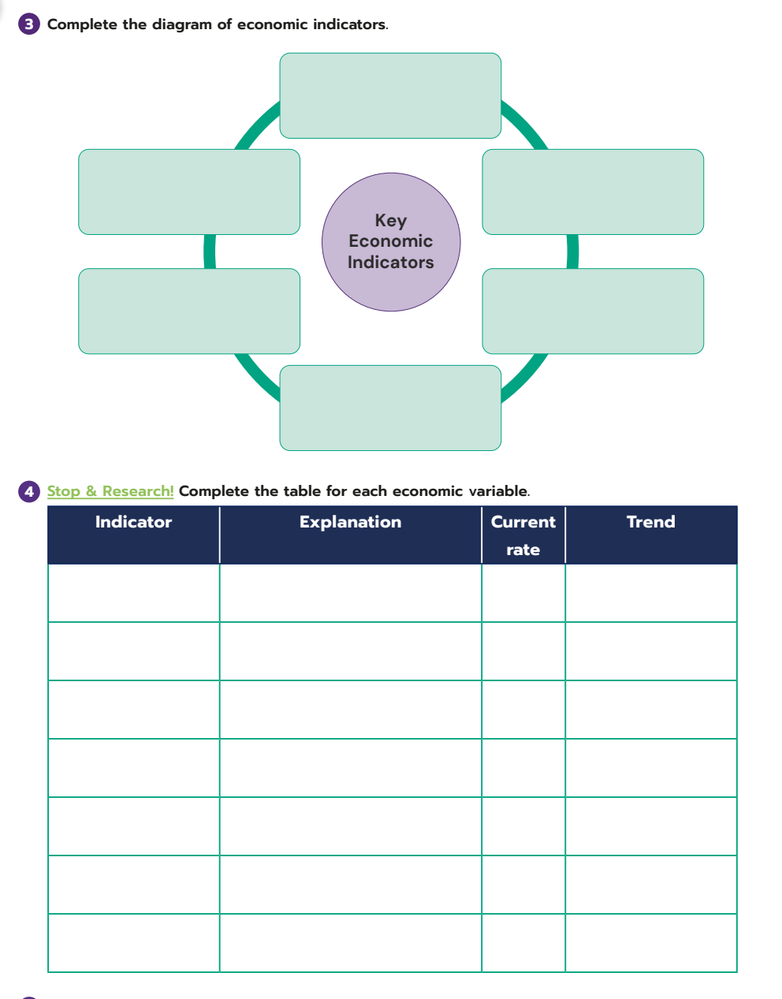 3 Complete the diagram of economic indicators.
Key
Economic
Indicators
4 Stop & Research! Complete the table for each economic variable.
Indicator Explanation Current rate Trend